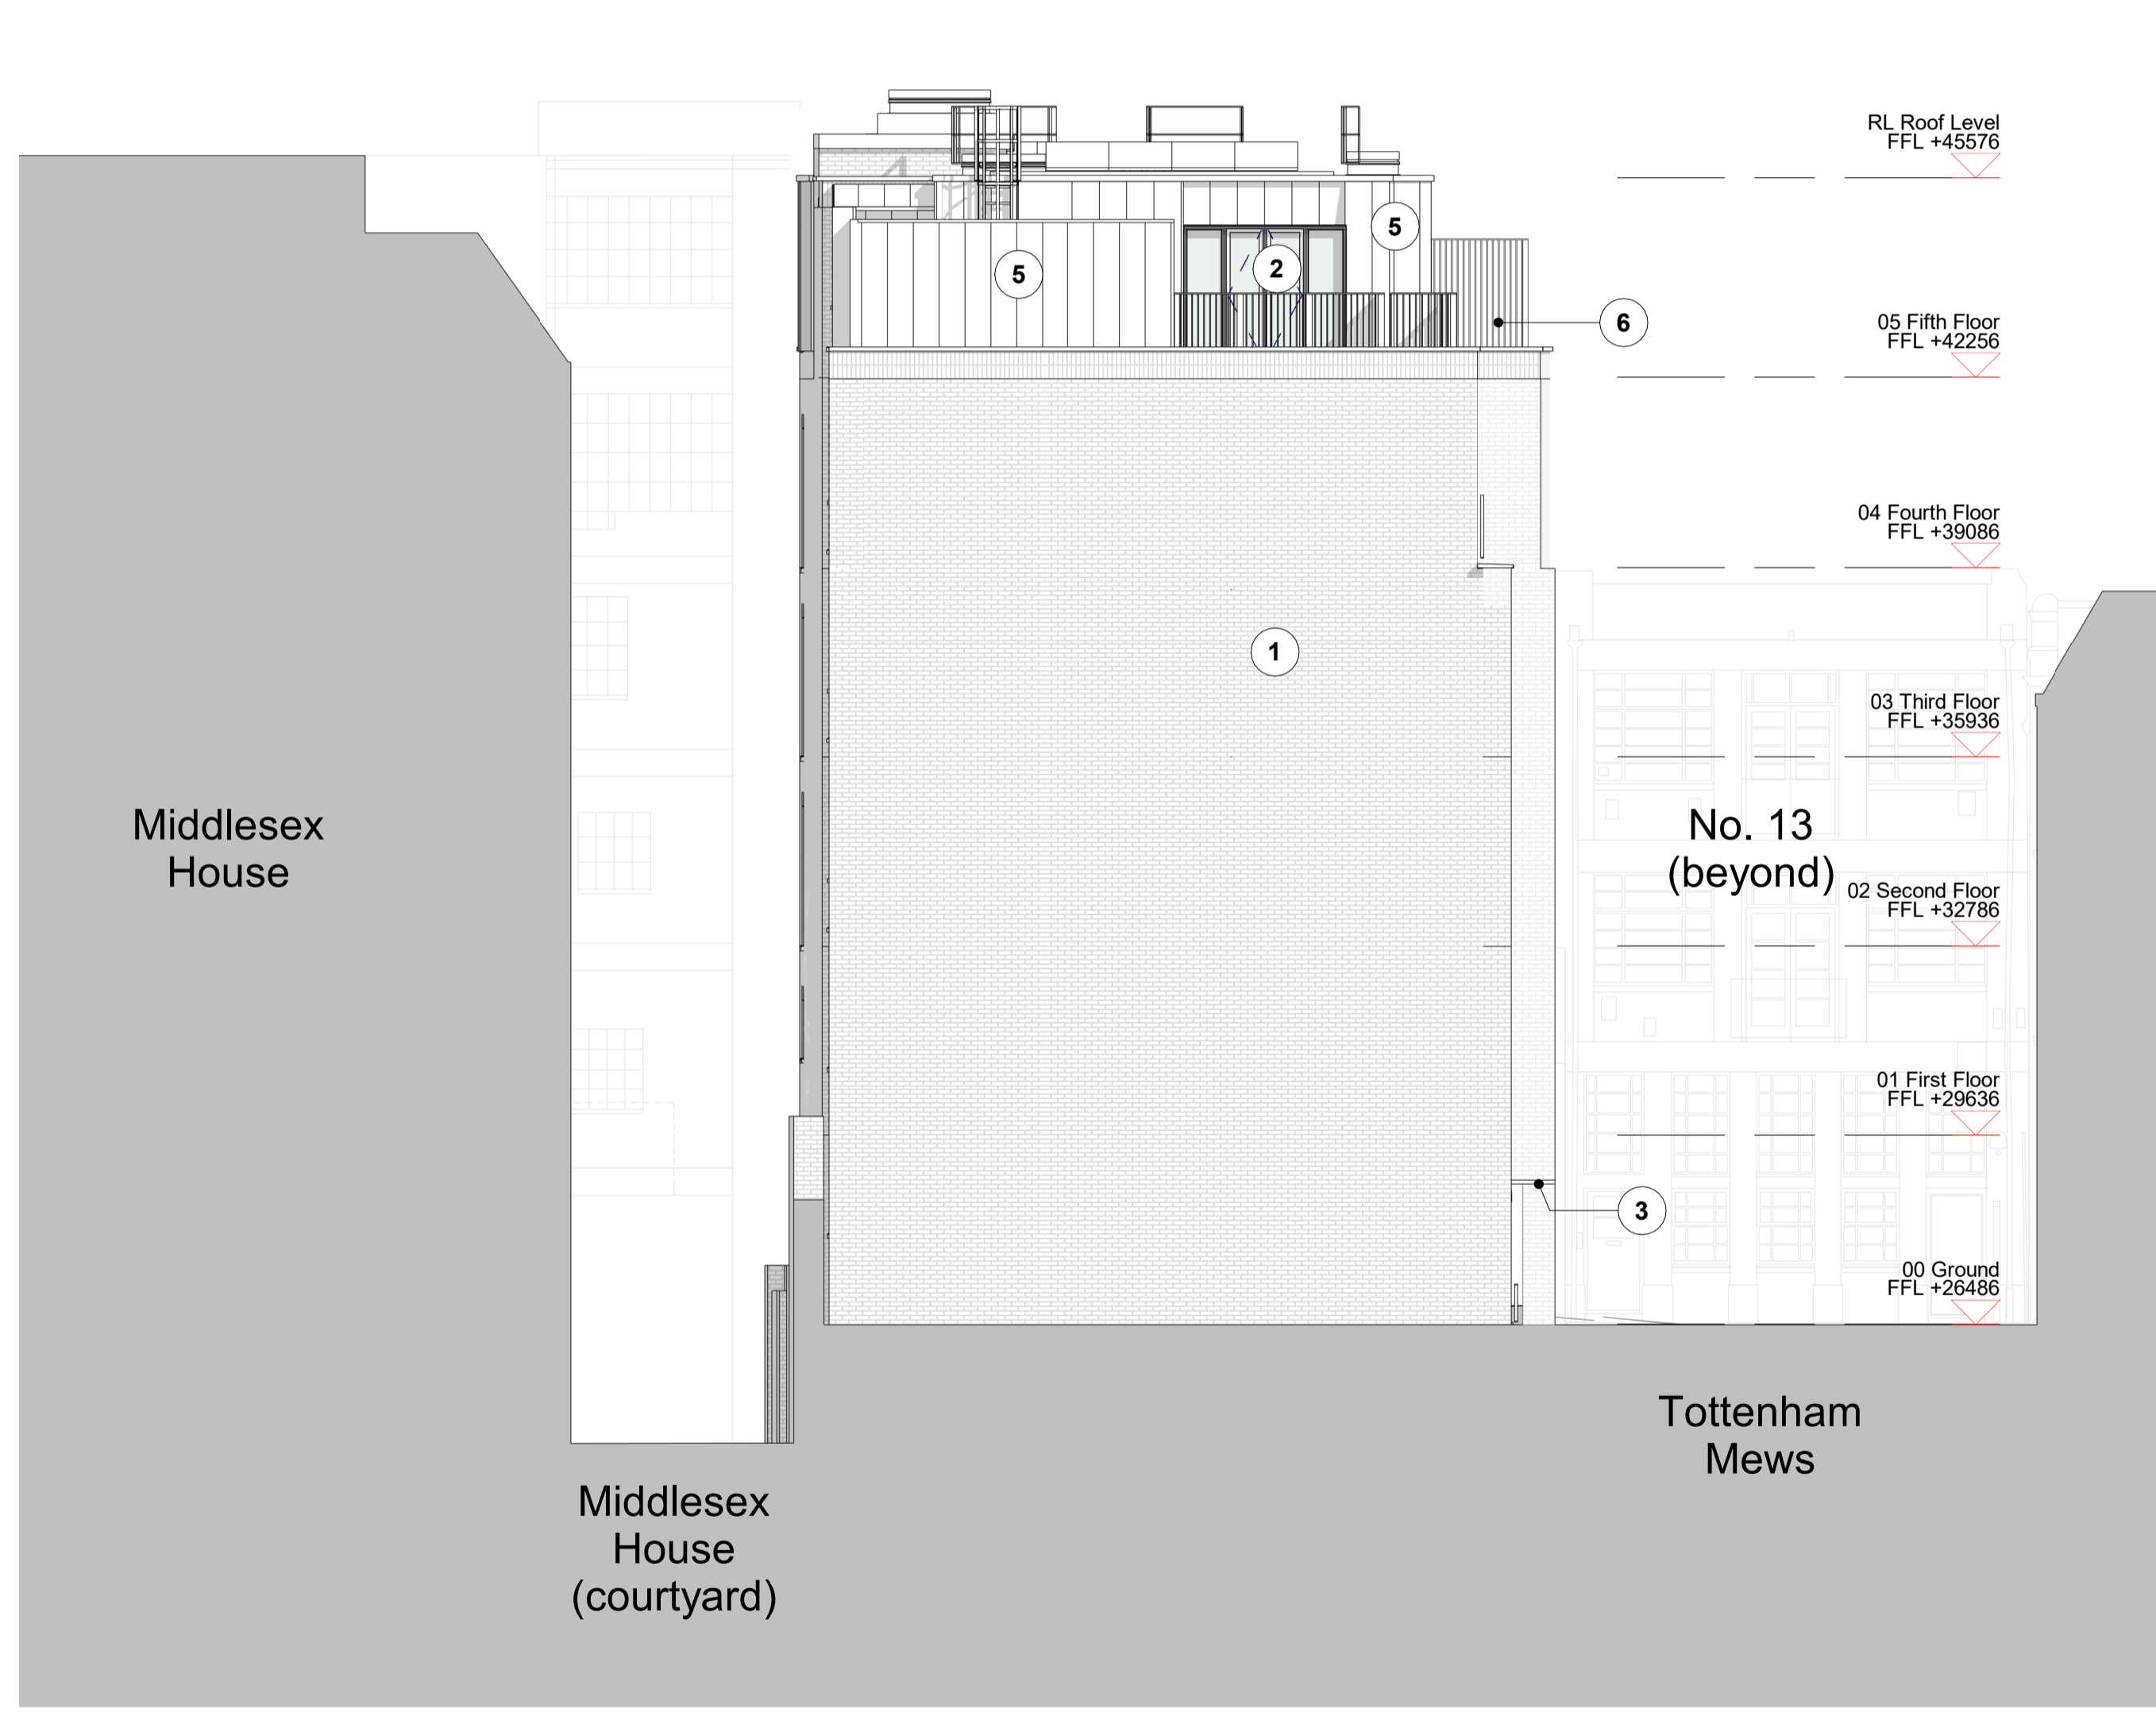 RL Roof Level
FFL +45576
5
5
2
6
05 Fifth Floor
FFL +42256
04 Fourth Floor
FFL +39086
1
03 Third Floor
FFL +35936
Middlesex
House
No. 13
(beyond)
02 Second Floor
FFL +32786
01 First Floor
FFL +29636
3
00 Ground
FFL +26486
Tottenham
Mews
Middlesex
House
(courtyard)